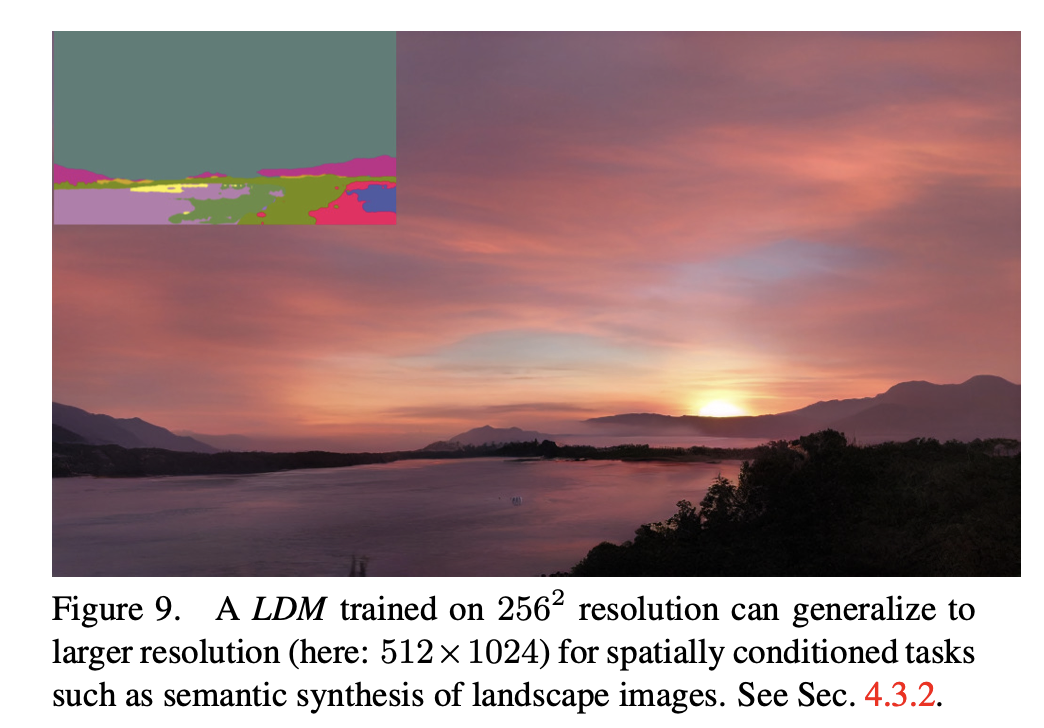 Figure 9. A LDM trained on 256² resolution can generalize to
larger resolution (here: 512×1024) for spatially conditioned tasks
such as semantic synthesis of landscape images. See Sec. 4.3.2.